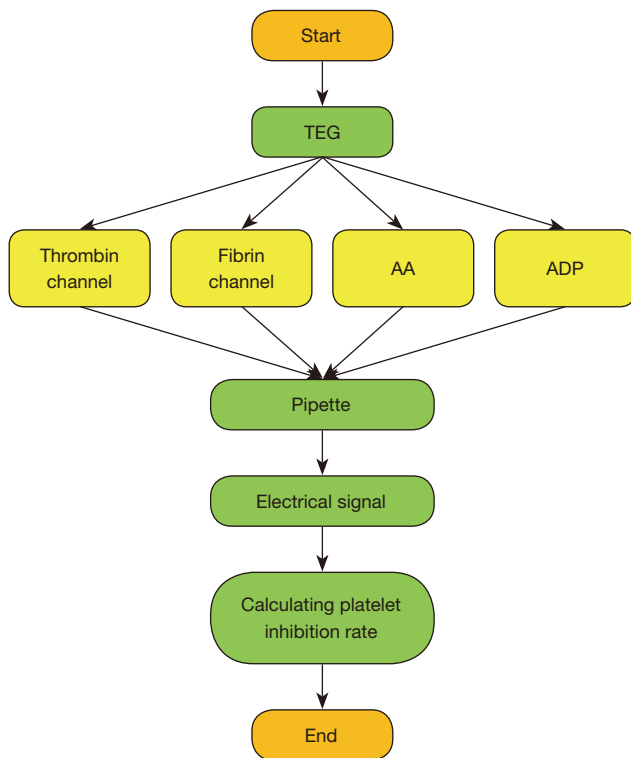 Start
TEG
Thrombin
channel
Fibrin
channel
AA
ADP
Pipette
Electrical signal
Calculating platelet
inhibition rate
End